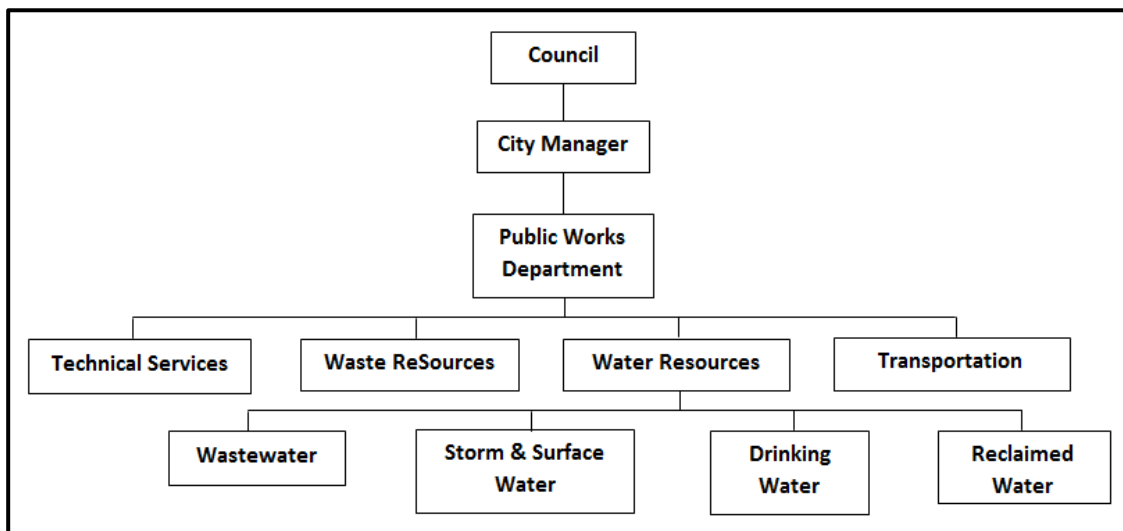 Council
City Manager
Public Works
Department
Technical Services
Waste ReSources
Water Resources
Transportation
Wastewater
Storm & Surface
Water
Drinking
Water
Reclaimed
Water